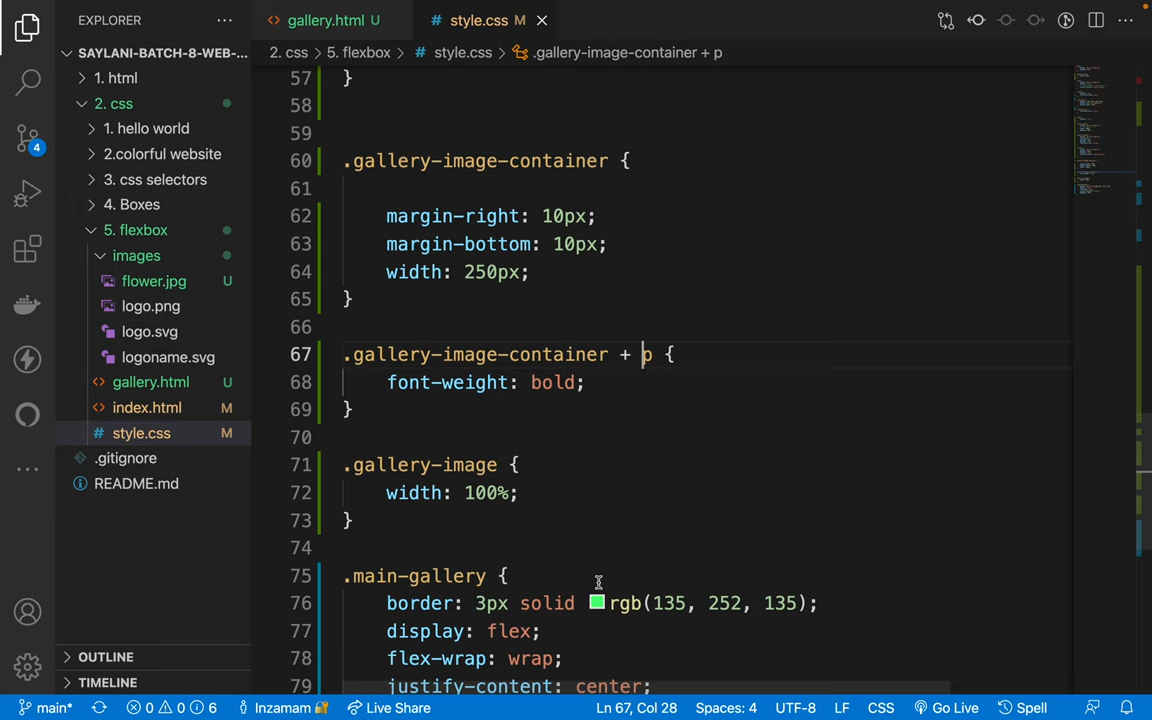 EXPLORER
gallery.html U
style.css M
SAYLANI-BATCH-8-WEB-...
2. css > 5. flexbox > # style.css > .gallery-image-container + p
1. html
2. css
1. hello world
2.colorful website
3. css selectors
4. Boxes
5. flexbox
images
flower.jpg U
logo.png
logo.svg
logoname.svg
gallery.html U
index.html M
# style.css M
.gitignore
README.md
OUTLINE
TIMELINE
4
57 }
58
59
60 .gallery-image-container {
61
62 margin-right: 10px;
63 margin-bottom: 10px;
64 width: 250px;
65 }
66
67 .gallery-image-container + p {
68 font-weight: bold;
69 }
70
71 .gallery-image {
72 width: 100%;
73 }
74
75 .main-gallery {
76 border: 3px solid rgb(135, 252, 135);
77 display: flex;
78 flex-wrap: wrap;
79 justify-content: center;
main* 0 0 6 Inzamam Live Share Ln 67, Col 28 Spaces: 4 UTF-8 LF CSS Go Live Spell